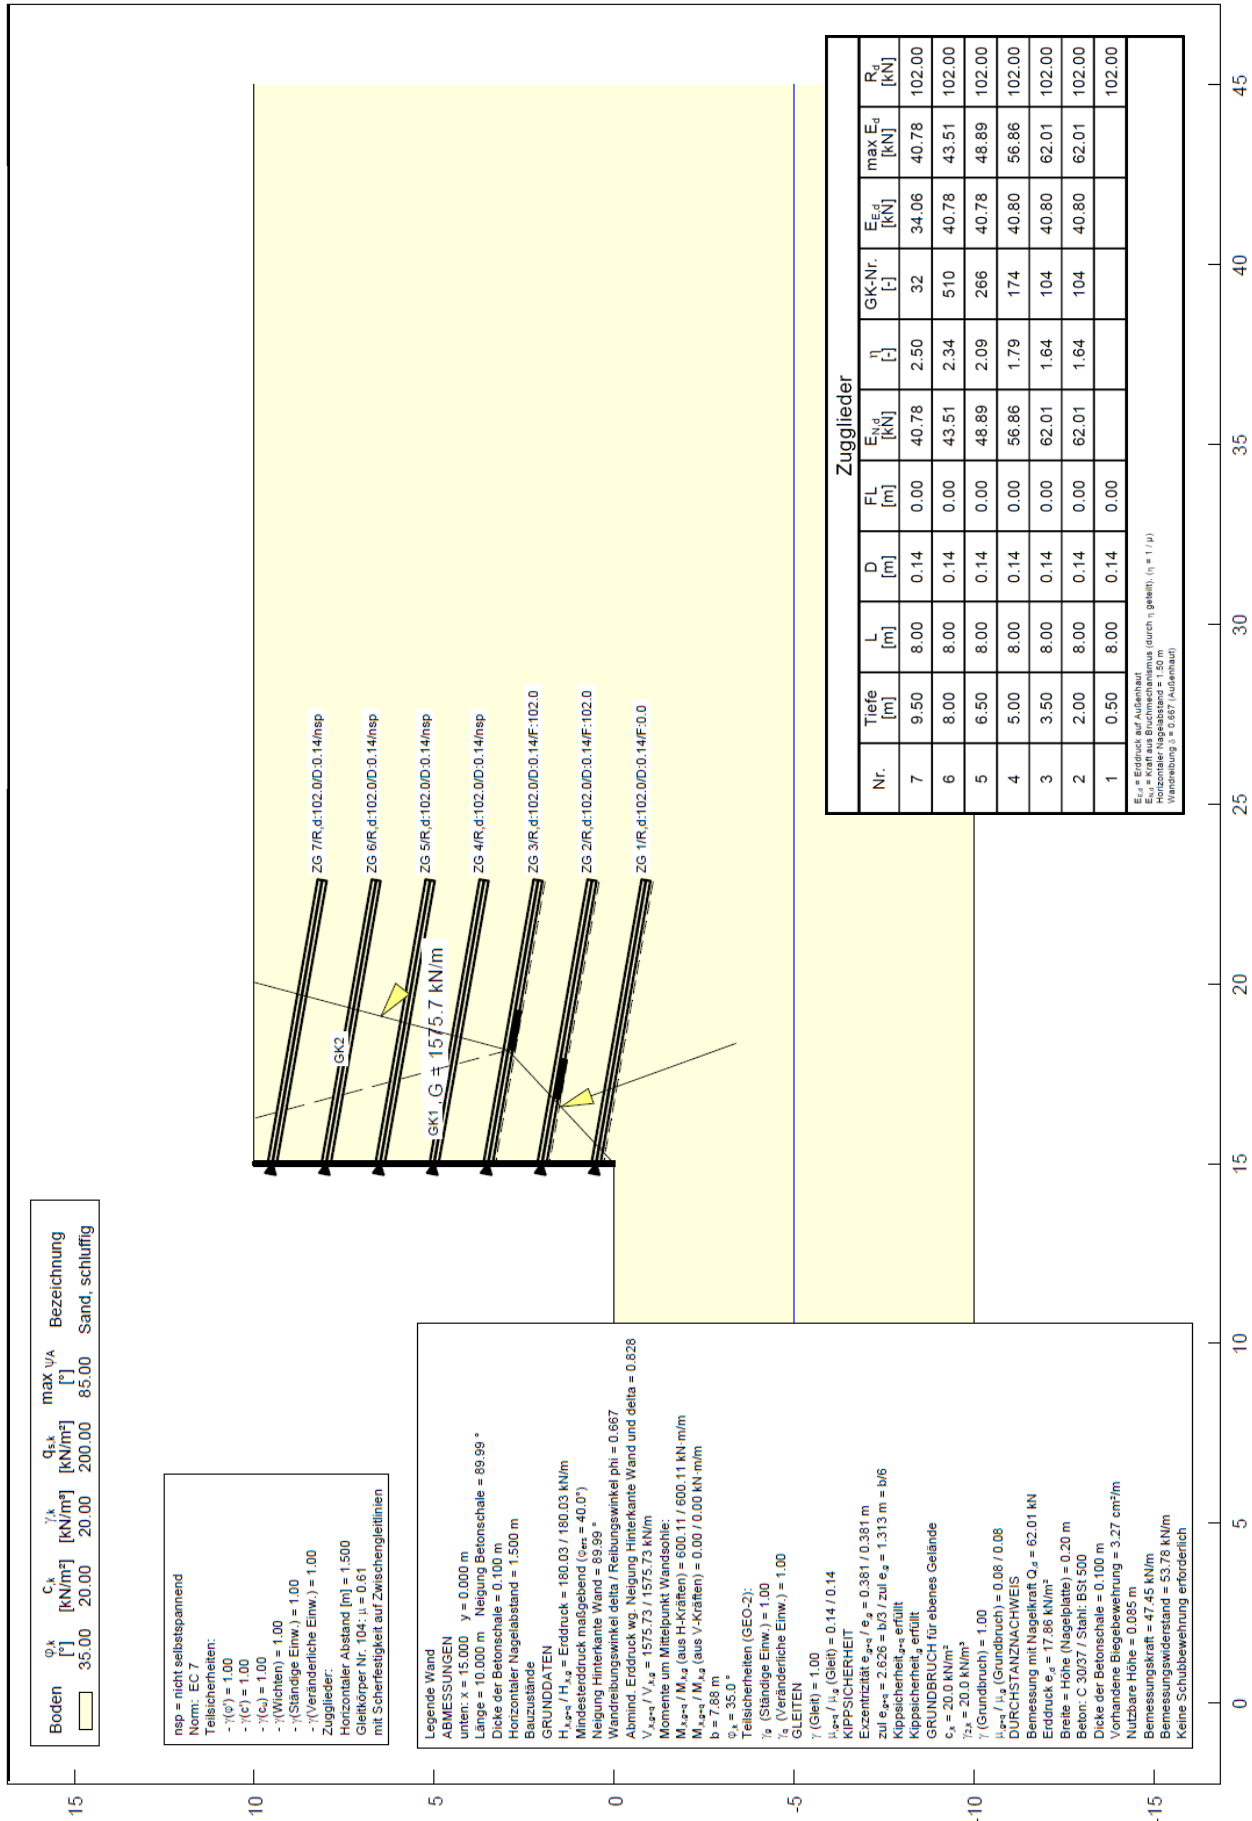 Boden φ,k [°] c,k [kN/m²] γ,k [kN/m³] qs,k [kN/m²] max ψA [°] Bezeichnung
35.00 20.00 20.00 200.00 85.00 Sand, schluffig
nsp = nicht selbstspannend
Norm: EC 7
Teilsicherheiten:
- γ(φ') = 1.00
- γ(c') = 1.00
- γ(cu) = 1.00
- γ(Wichten) = 1.00
- γ(Ständige Einw.) = 1.00
- γ(Veränderliche Einw.) = 1.00
Zugglieder:
Horizontaler Abstand [m] = 1.500
Gleitkörper Nr. 104: μ = 0.61
mit Scherfestigkeit auf Zwischengleitlinien
Legende Wand
ABMESSUNGEN
unten: x = 15.000 y = 0.000 m
Länge = 10.000 m Neigung Betonschale = 89.99 °
Dicke der Betonschale = 0.100 m
Horizontaler Nagelabstand = 1.500 m
Bauzustände
GRUNDDATEN
H,k,g+q / H,k,g = Erddruck = 180.03 / 180.03 kN/m
Mindesterddruck maßgebend (φers = 40.0°)
Neigung Hinterkante Wand = 89.99 °
Wandreibungswinkel delta / Reibungswinkel phi = 0.667
Abmind. Erddruck wg. Neigung Hinterkante Wand und delta = 0.828
V,k,g+q / V,k,g = 1575.73 / 1575.73 kN/m
Momente um Mittelpunkt Wandsohle:
M,k,g+q / M,k,g (aus H-Kräften) = 600.11 / 600.11 kN·m/m
M,k,g+q / M,k,g (aus V-Kräften) = 0.00 / 0.00 kN·m/m
b = 7.88 m
φ,k = 35.0 °
Teilsicherheiten (GEO-2):
γg (Ständige Einw.) = 1.00
γq (Veränderliche Einw.) = 1.00
GLEITEN
γ (Gleit) = 1.00
μ,g+q / μ,g (Gleit) = 0.14 / 0.14
KIPPSICHERHEIT
Exzentrizität e,g+q / e,g = 0.381 / 0.381 m
zul e,g+q = 2.626 = b/3 / zul e,g = 1.313 m = b/6
Kippsicherheit,g+q erfüllt
Kippsicherheit,g erfüllt
GRUNDBRUCH für ebenes Gelände
c,k = 20.0 kN/m²
γ2,k = 20.0 kN/m³
γ (Grundbruch) = 1.00
μ,g+q / μ,g (Grundbruch) = 0.08 / 0.08
DURCHSTANZNACHWEIS
Bemessung mit Nagelkraft Q,d = 62.01 kN
Erddruck e,d = 17.86 kN/m²
Breite = Höhe (Nagelplatte) = 0.20 m
Beton: C 30/37 / Stahl: BSt 500
Dicke der Betonschale = 0.100 m
Vorhandene Biegebewehrung = 3.27 cm²/m
Nutzbare Höhe = 0.085 m
Bemessungskraft = 47.45 kN/m
Bemessungswiderstand = 53.78 kN/m
Keine Schubbewehrung erforderlich
ZG 7/R,d:102.0/D:0.14/nsp
ZG 6/R,d:102.0/D:0.14/nsp
ZG 5/R,d:102.0/D:0.14/nsp
ZG 4/R,d:102.0/D:0.14/nsp
ZG 3/R,d:102.0/D:0.14/F:102.0
ZG 2/R,d:102.0/D:0.14/F:102.0
ZG 1/R,d:102.0/D:0.14/F:0.0
GK2
GK1, G = 1575.7 kN/m
Zugglieder
Nr. Tiefe [m] L [m] D [m] FL [m] EN,d [kN] η [-] GK-Nr. [-] EE,d [kN] max Ed [kN] Rd [kN]
7 9.50 8.00 0.14 0.00 40.78 2.50 32 34.06 40.78 102.00
6 8.00 8.00 0.14 0.00 43.51 2.34 510 40.78 43.51 102.00
5 6.50 8.00 0.14 0.00 48.89 2.09 266 40.78 48.89 102.00
4 5.00 8.00 0.14 0.00 56.86 1.79 174 40.80 56.86 102.00
3 3.50 8.00 0.14 0.00 62.01 1.64 104 40.80 62.01 102.00
2 2.00 8.00 0.14 0.00 62.01 1.64 104 40.80 62.01 102.00
1 0.50 8.00 0.14 0.00 102.00
EE,d = Erddruck auf Außenhaut
EN,d = Kraft aus Bruchmechanismus (durch η geteilt). (η = 1 / μ)
Horizontaler Nagelabstand = 1.50 m
Wandreibung δ = 0.667 (Außenhaut)
15
10
5
0
-5
-10
-15
0 5 10 15 20 25 30 35 40 45